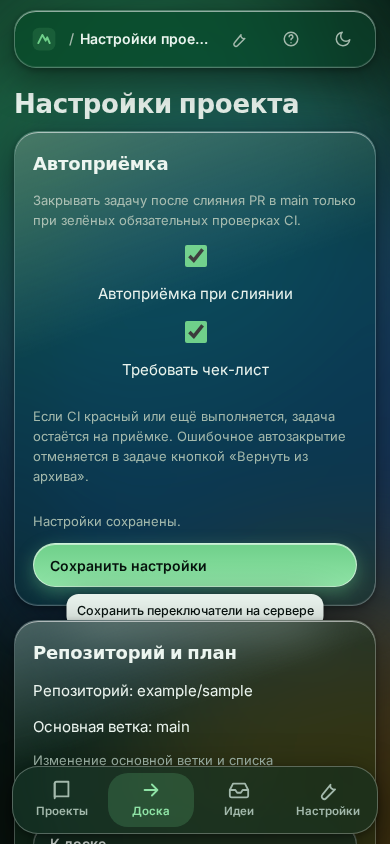 / Настройки прое...
Настройки проекта
Автоприёмка
Закрывать задачу после слияния PR в main только
при зелёных обязательных проверках CI.
Автоприёмка при слиянии
Требовать чек-лист
Если CI красный или ещё выполняется, задача
остаётся на приёмке. Ошибочное автозакрытие
отменяется в задаче кнопкой «Вернуть из
архива».
Настройки сохранены.
Сохранить настройки
Сохранить переключатели на сервере
Репозиторий и план
Репозиторий: example/sample
Основная ветка: main
Изменение основной ветки и списка
Проекты
Доска
Идеи
Настройки
К доске